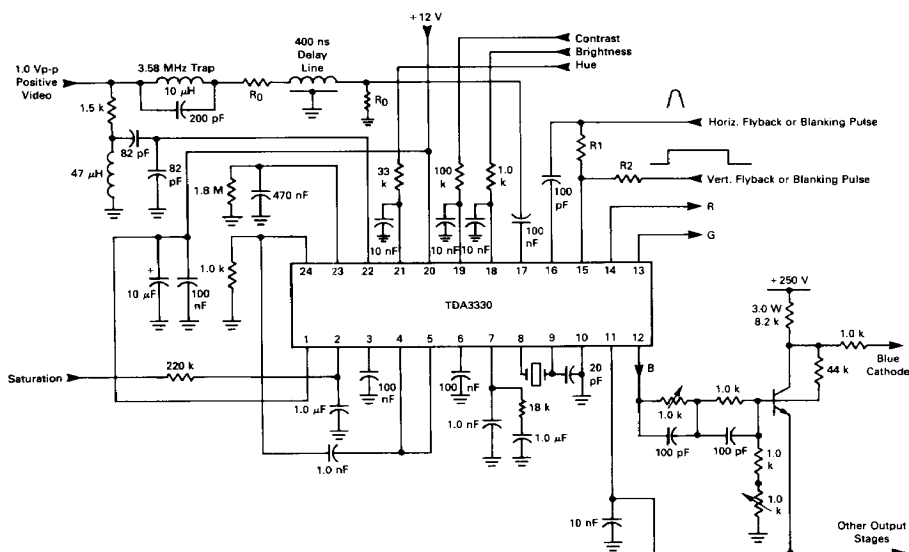 +12 V
400 ns
Delay
Line
Contrast
Brightness
Hue
1.0 Vp-p
Positive
Video
3.58 MHz Trap
10 μH
200 pF
RD
RD
1.5 k
82 pF
82
pF
47 μH
1.8 M
470 nF
33
k
100
k
1.0
k
10 nF
10 nF
10 nF
100
nF
100
pF
R1
R2
Horiz. Flyback or Blanking Pulse
Vert. Flyback or Blanking Pulse
R
G
+
10 μF
100
nF
1.0 k
24
23
22
21
20
19
18
17
16
15
14
13
TDA3330
1
2
3
4
5
6
7
8
9
10
11
12
Saturation
220 k
1.0 μF
100
nF
1.0 nF
100
nF
1.0 nF
18 k
1.0 μF
20
pF
10 nF
B
+250 V
3.0 W
8.2 k
1.0 k
Blue
Cathode
44 k
1.0 k
1.0 k
100 pF
100 pF
1.0
k
1.0
k
Other Output
Stages